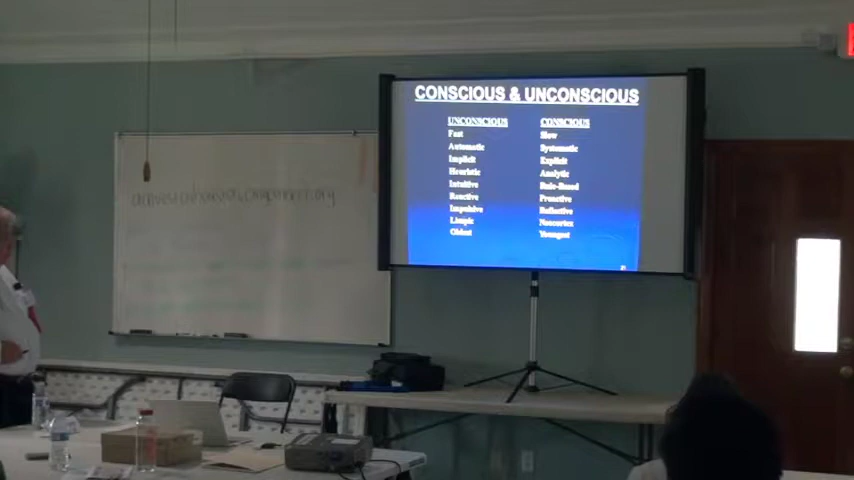 CONSCIOUS & UNCONSCIOUS
UNCONSCIOUS CONSCIOUS
Fast Slow
Automatic Systematic
Implicit Explicit
Heuristic Analytic
Intuitive Rule-Based
Reactive Proactive
Impulsive Reflective
Limbic Neocortex
Oldest Youngest